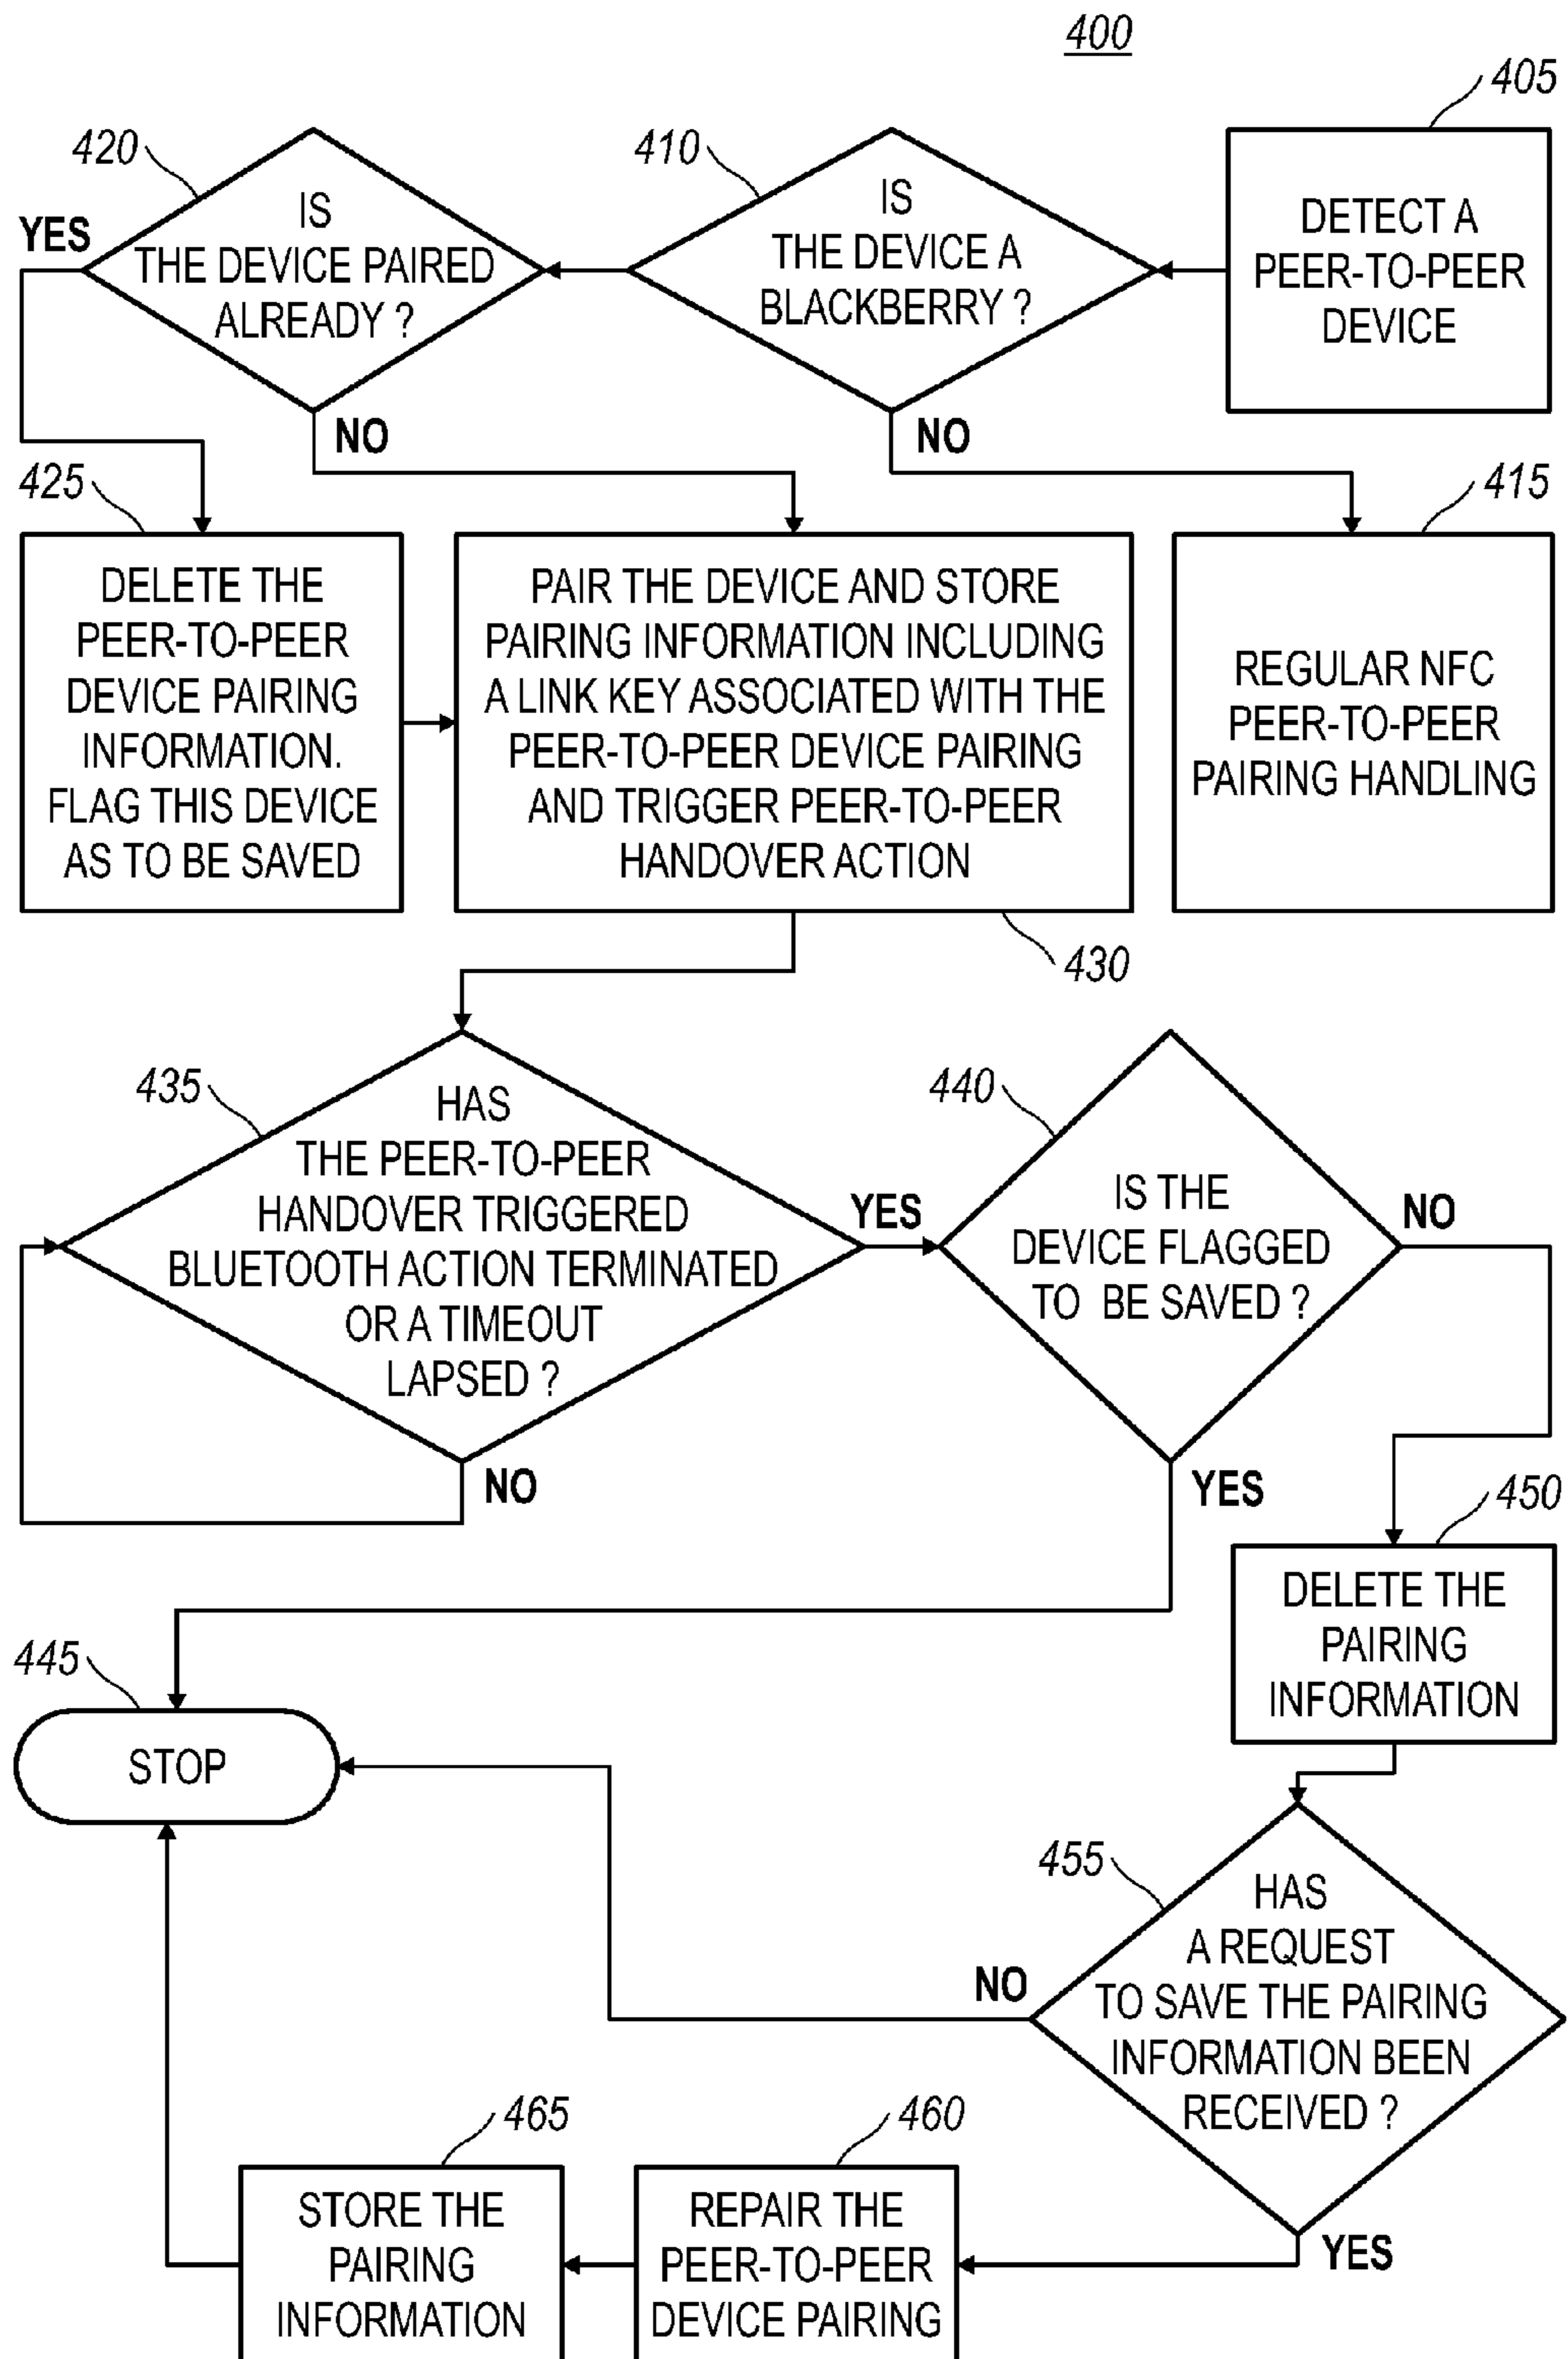 400
405
DETECT A
PEER-TO-PEER
DEVICE
410
IS
THE DEVICE A
BLACKBERRY ?
NO
420
IS
THE DEVICE PAIRED
ALREADY ?
YES
NO
425
DELETE THE
PEER-TO-PEER
DEVICE PAIRING
INFORMATION.
FLAG THIS DEVICE
AS TO BE SAVED
PAIR THE DEVICE AND STORE
PAIRING INFORMATION INCLUDING
A LINK KEY ASSOCIATED WITH THE
PEER-TO-PEER DEVICE PAIRING
AND TRIGGER PEER-TO-PEER
HANDOVER ACTION
430
415
REGULAR NFC
PEER-TO-PEER
PAIRING HANDLING
435
HAS
THE PEER-TO-PEER
HANDOVER TRIGGERED
BLUETOOTH ACTION TERMINATED
OR A TIMEOUT
LAPSED ?
YES
NO
440
IS THE
DEVICE FLAGGED
TO BE SAVED ?
NO
YES
450
DELETE THE
PAIRING
INFORMATION
445
STOP
455
HAS
A REQUEST
TO SAVE THE PAIRING
INFORMATION BEEN
RECEIVED ?
NO
YES
460
REPAIR THE
PEER-TO-PEER
DEVICE PAIRING
465
STORE THE
PAIRING
INFORMATION